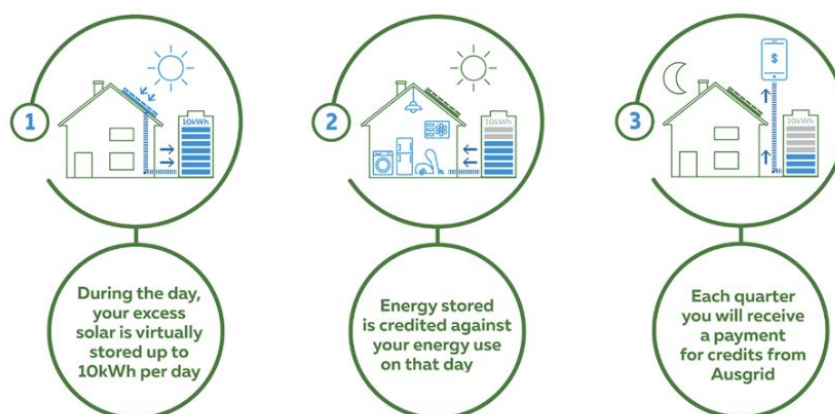 1
10kWh
During the day,
your excess
solar is virtually
stored up to
10kWh per day
2
10kWh
Energy stored
is credited against
your energy use
on that day
3
$
10kWh
Each quarter
you will receive
a payment
for credits from
Ausgrid